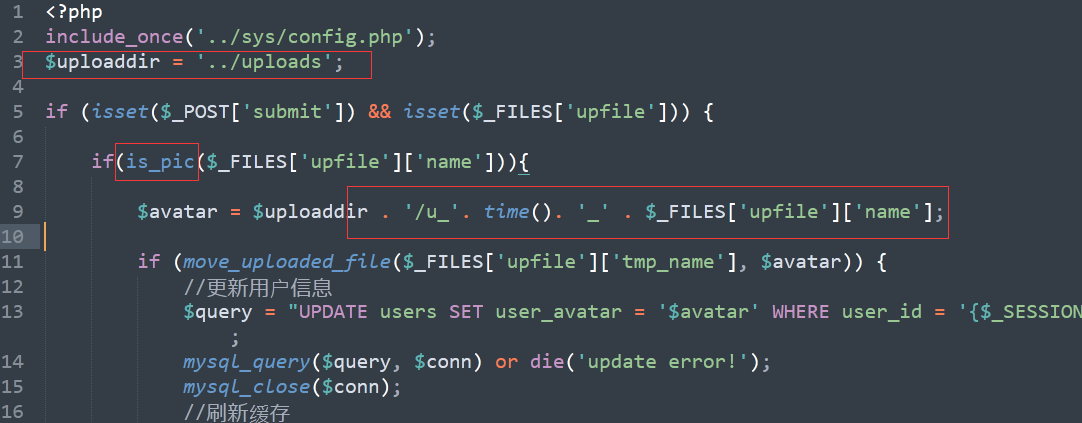 1 <?php
2 include_once('../sys/config.php');
3 $uploaddir = '../uploads';
4
5 if (isset($_POST['submit']) && isset($_FILES['upfile'])) {
6
7 if(is_pic($_FILES['upfile']['name'])){
8
9 $avatar = $uploaddir . '/u_'. time(). '_' . $_FILES['upfile']['name'];
10
11 if (move_uploaded_file($_FILES['upfile']['tmp_name'], $avatar)) {
12 //更新用户信息
13 $query = "UPDATE users SET user_avatar = '$avatar' WHERE user_id = '{$_SESSION
;
14 mysql_query($query, $conn) or die('update error!');
15 mysql_close($conn);
16 //刷新缓存